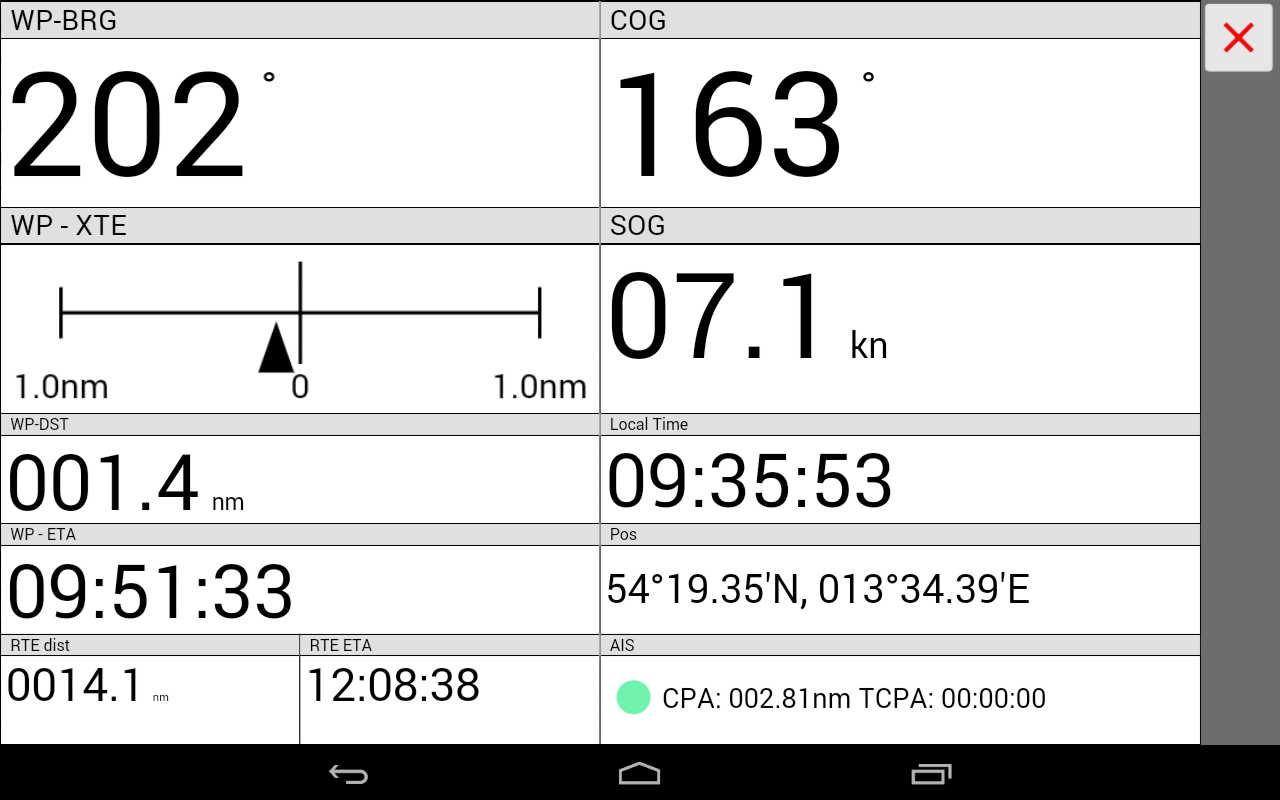 WP-BRG
202°
COG
163°
WP - XTE
1.0nm 0 1.0nm
SOG
07.1 kn
WP-DST
001.4 nm
Local Time
09:35:53
WP - ETA
09:51:33
Pos
54°19.35'N, 013°34.39'E
RTE dist
0014.1 nm
RTE ETA
12:08:38
AIS
CPA: 002.81nm TCPA: 00:00:00